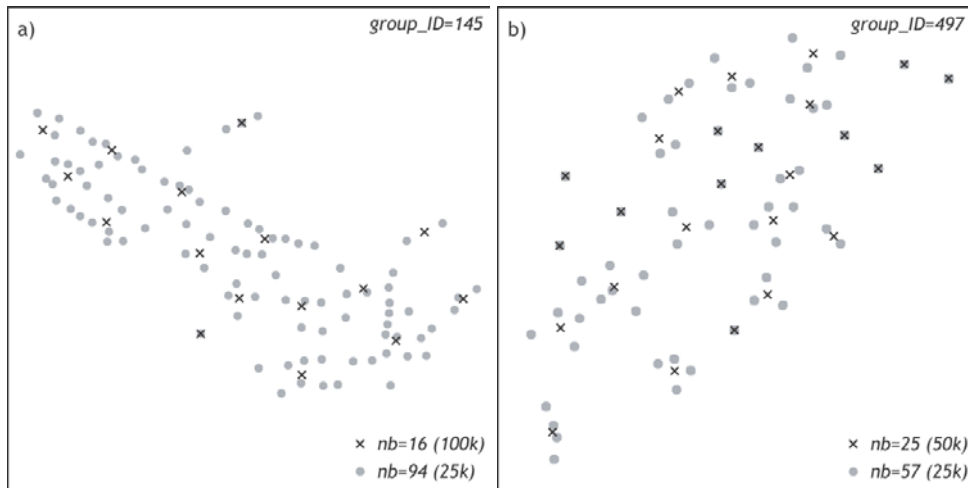 a)
group_ID=145
nb=16 (100k)
nb=94 (25k)
b)
group_ID=497
nb=25 (50k)
nb=57 (25k)